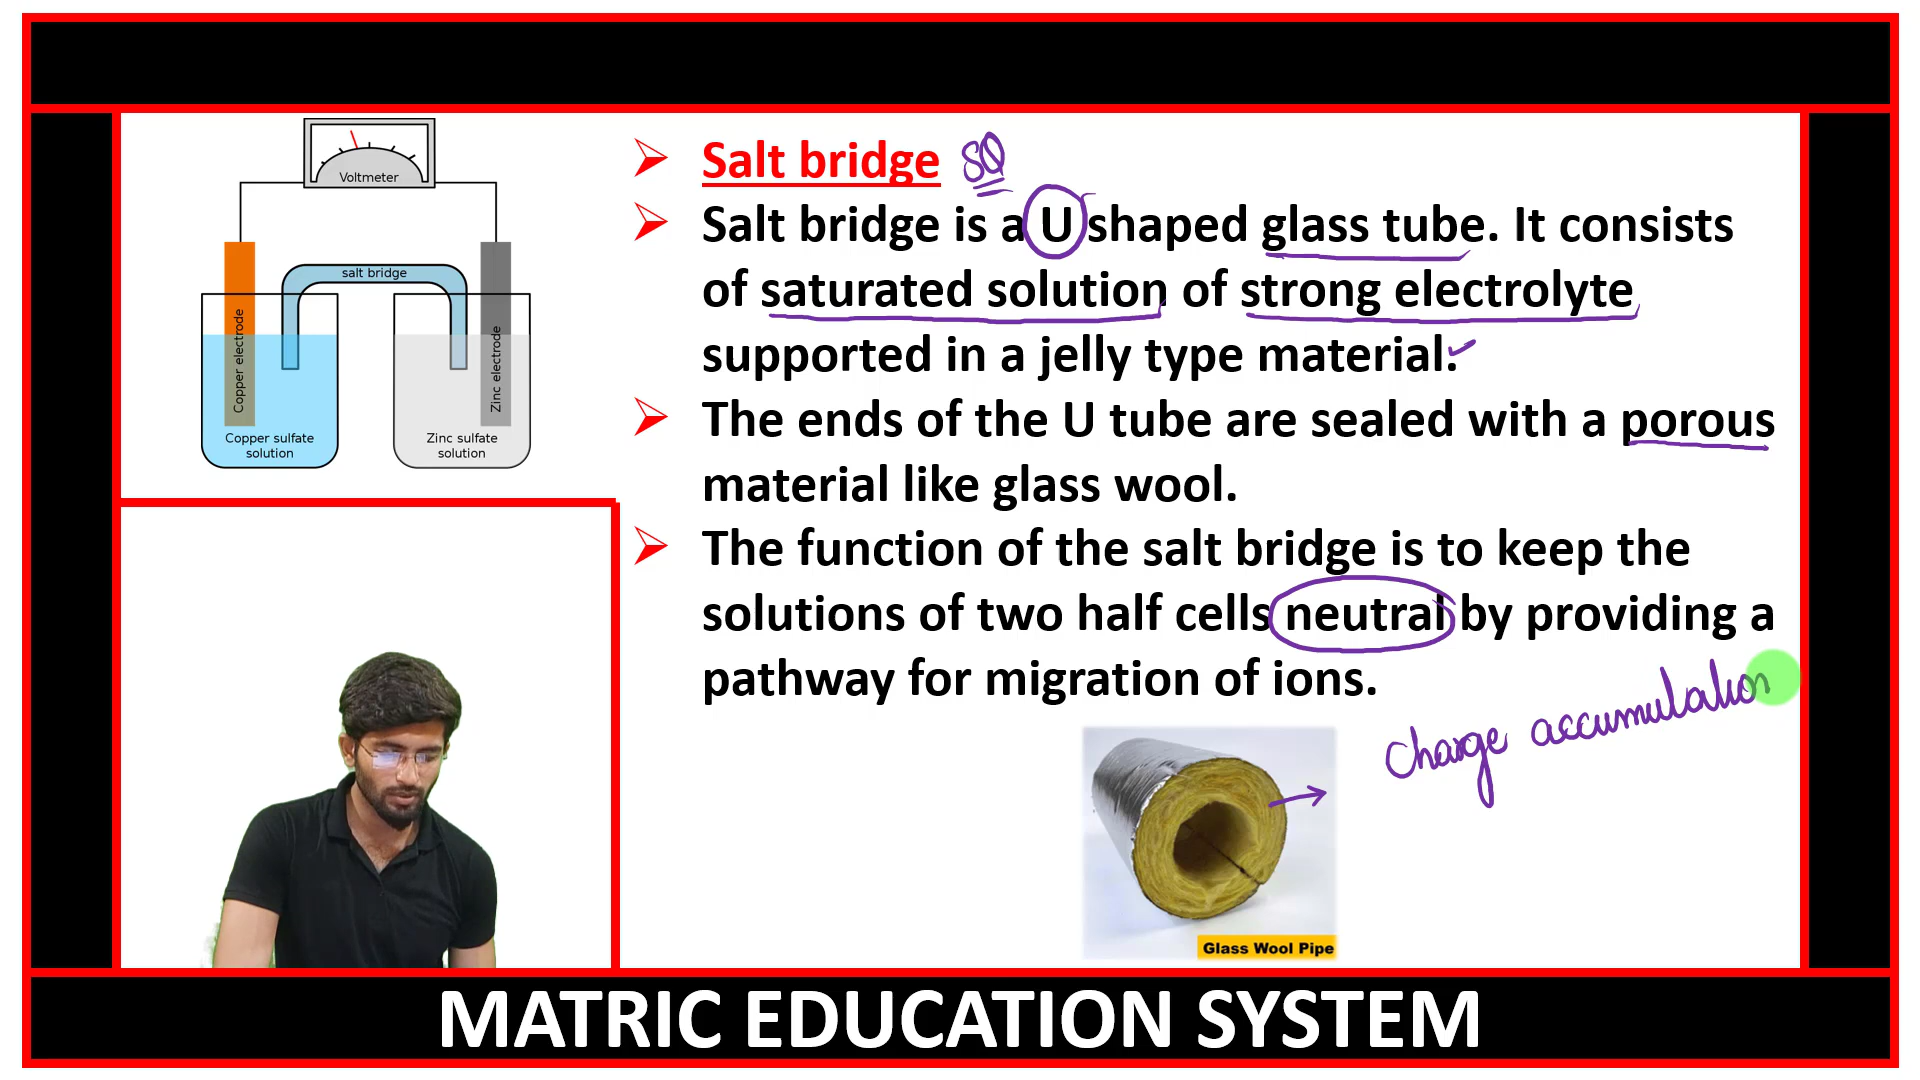 Voltmeter
salt bridge
Copper electrode
Zinc electrode
Copper sulfate
solution
Zinc sulfate
solution
Salt bridge SQ
Salt bridge is a U shaped glass tube. It consists
of saturated solution of strong electrolyte
supported in a jelly type material.
The ends of the U tube are sealed with a porous
material like glass wool.
The function of the salt bridge is to keep the
solutions of two half cells neutral by providing a
pathway for migration of ions.
charge accumulation
Glass Wool Pipe
MATRIC EDUCATION SYSTEM